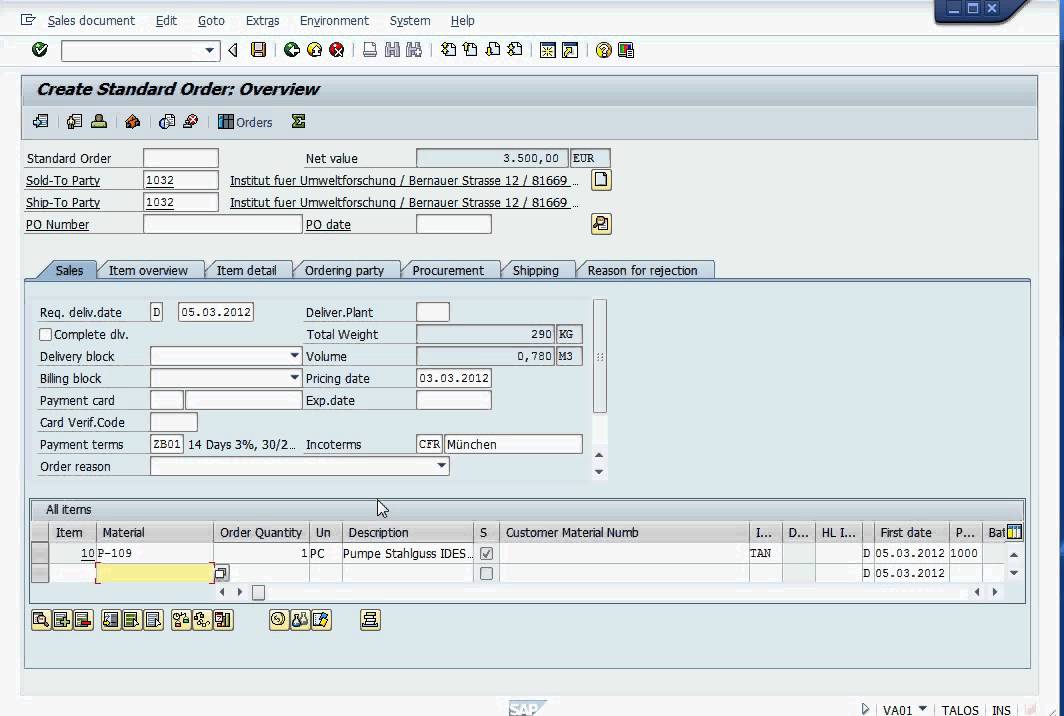 Sales document Edit Goto Extras Environment System Help
Create Standard Order: Overview
Orders
Standard Order Net value 3.500,00 EUR
Sold-To Party 1032 Institut fuer Umweltforschung / Bernauer Strasse 12 / 81669 ...
Ship-To Party 1032 Institut fuer Umweltforschung / Bernauer Strasse 12 / 81669 ...
PO Number PO date
Sales Item overview Item detail Ordering party Procurement Shipping Reason for rejection
Req. deliv.date D 05.03.2012 Deliver.Plant
Complete dlv. Total Weight 290 KG
Delivery block Volume 0,780 M3
Billing block Pricing date 03.03.2012
Payment card Exp.date
Card Verif.Code
Payment terms ZB01 14 Days 3%, 30/2... Incoterms CFR München
Order reason
All items
Item Material Order Quantity Un Description S Customer Material Numb I... D... HL I... First date P... Bat
10 P-109 1 PC Pumpe Stahlguss IDES... TAN D 05.03.2012 1000
D 05.03.2012
SAP VA01 TALOS INS